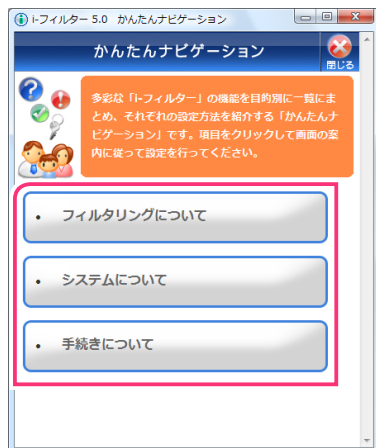 i-フィルター 5.0 かんたんナビゲーション
かんたんナビゲーション
閉じる
多彩な「i-フィルター」の機能を目的別に一覧にま
とめ、それぞれの設定方法を紹介する「かんたんナ
ビゲーション」です。項目をクリックして画面の案
内に従って設定を行ってください。
• フィルタリングについて
• システムについて
• 手続きについて